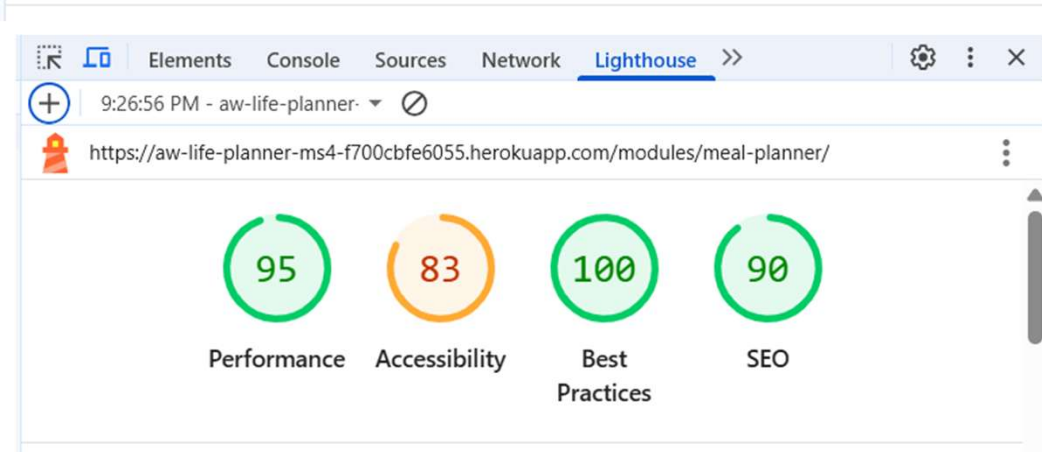 Elements Console Sources Network Lighthouse
9:26:56 PM - aw-life-planner-
https://aw-life-planner-ms4-f700cbfe6055.herokuapp.com/modules/meal-planner/
95 83 100 90
Performance Accessibility Best Practices SEO